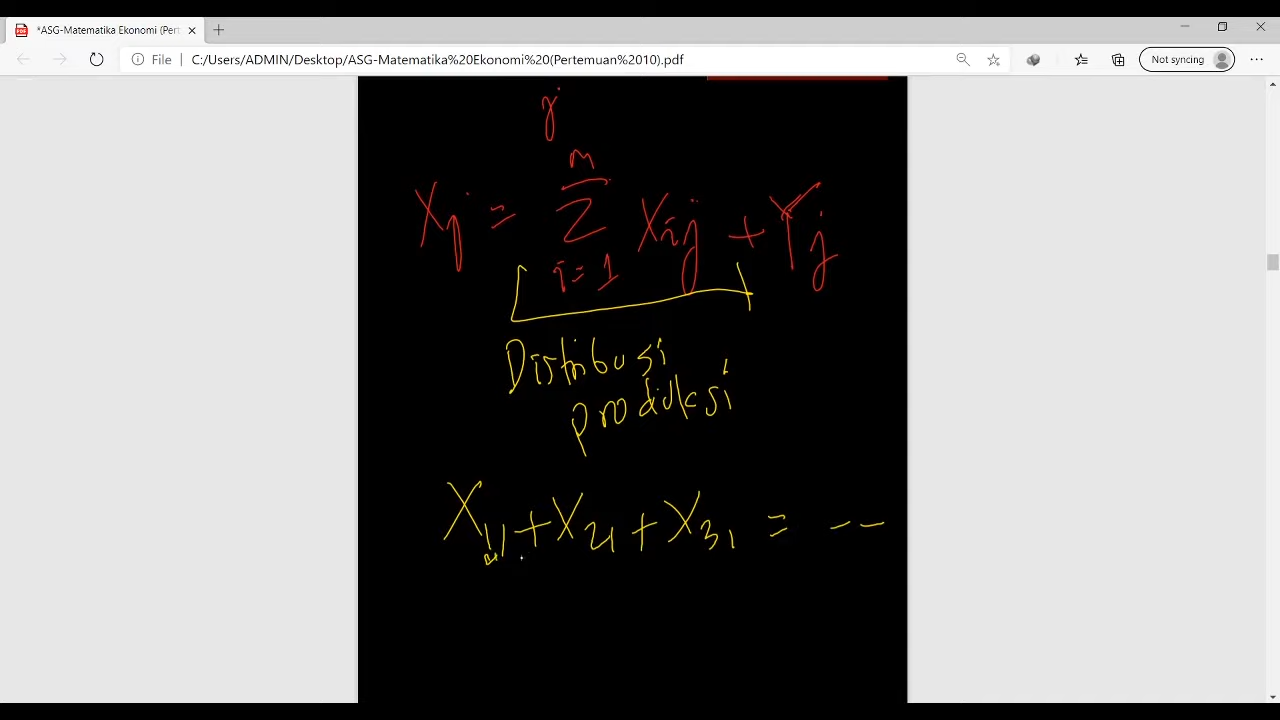 *ASG-Matematika Ekonomi (Pert
File
C:/Users/ADMIN/Desktop/ASG-Matematika%20Ekonomi%20(Pertemuan%2010).pdf
Not syncing
n
Xj = Σ Xij + Yj
i=1
Distribusi
produksi
X11 + X21 + X31 = --